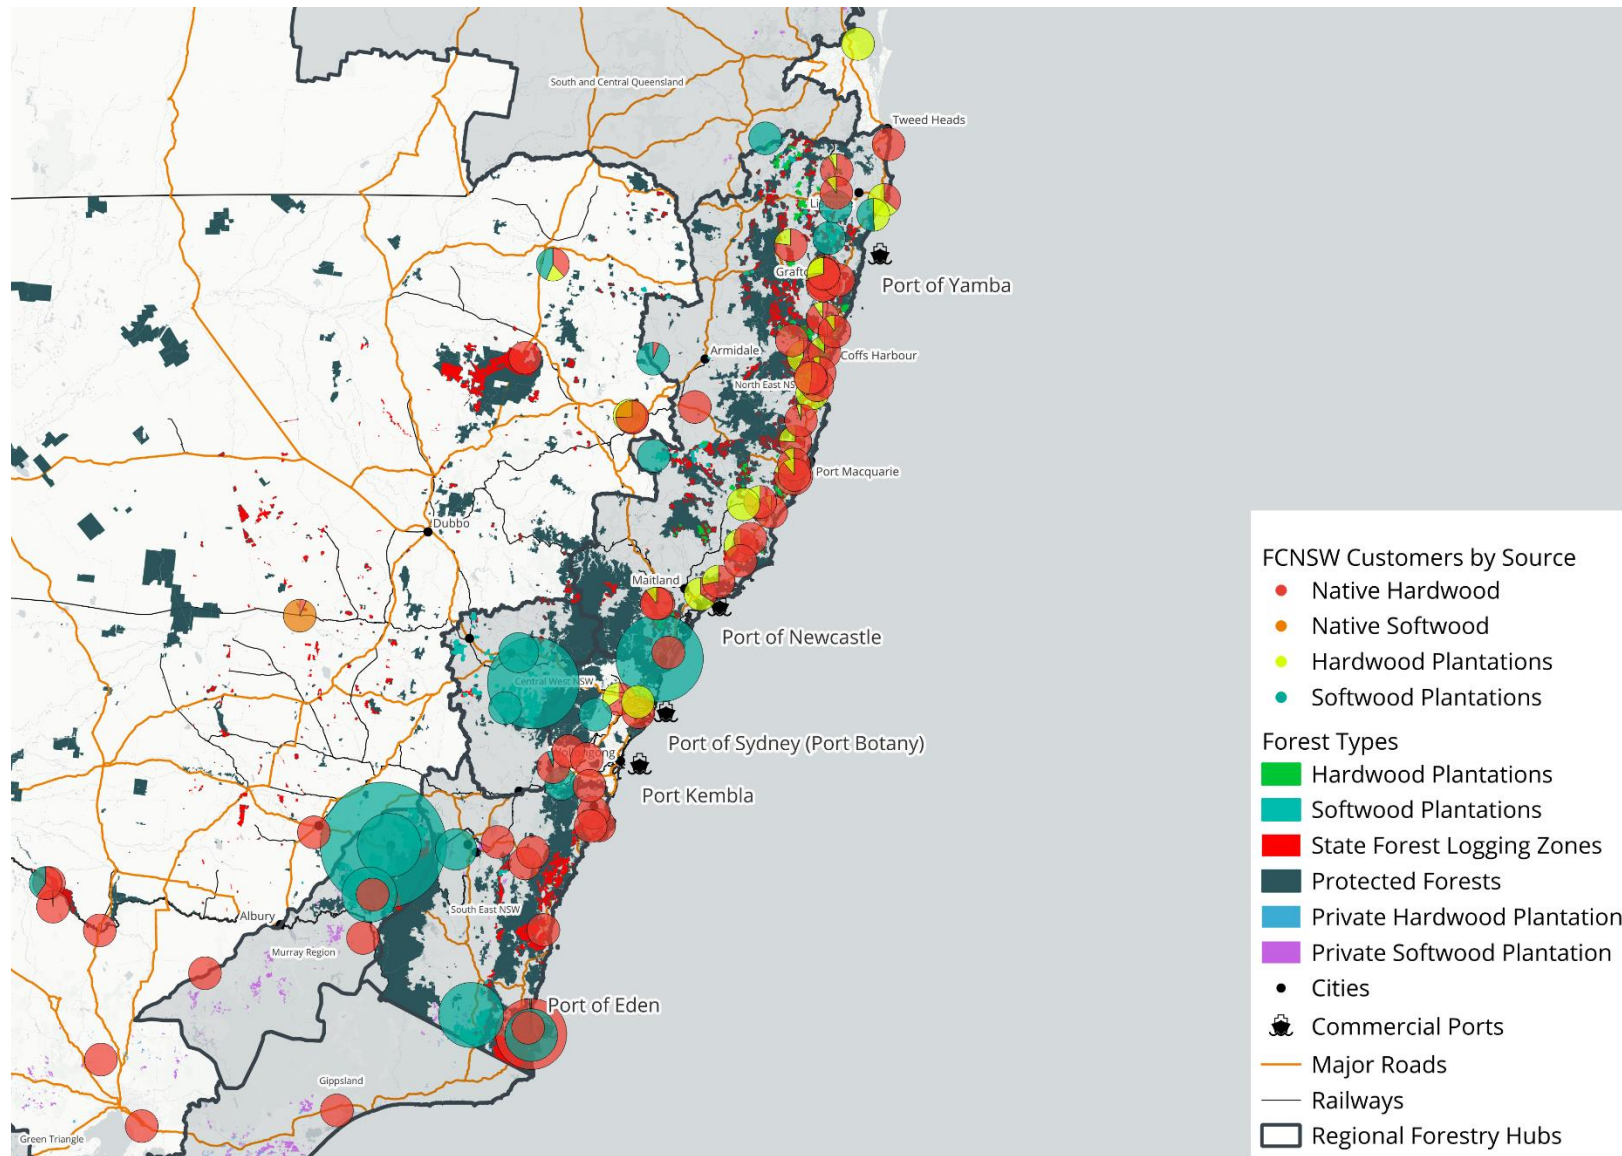 South and Central Queensland
Tweed Heads
Port of Yamba
Armidale
Coffs Harbour
Port Macquarie
Dubbo
Maitland
Port of Newcastle
Central West NSW
Port of Sydney (Port Botany)
Port Kembla
Albury
South East NSW
Murray Region
Port of Eden
Gippsland
Green Triangle
FCNSW Customers by Source
Native Hardwood
Native Softwood
Hardwood Plantations
Softwood Plantations
Forest Types
Hardwood Plantations
Softwood Plantations
State Forest Logging Zones
Protected Forests
Private Hardwood Plantation
Private Softwood Plantation
Cities
Commercial Ports
Major Roads
Railways
Regional Forestry Hubs